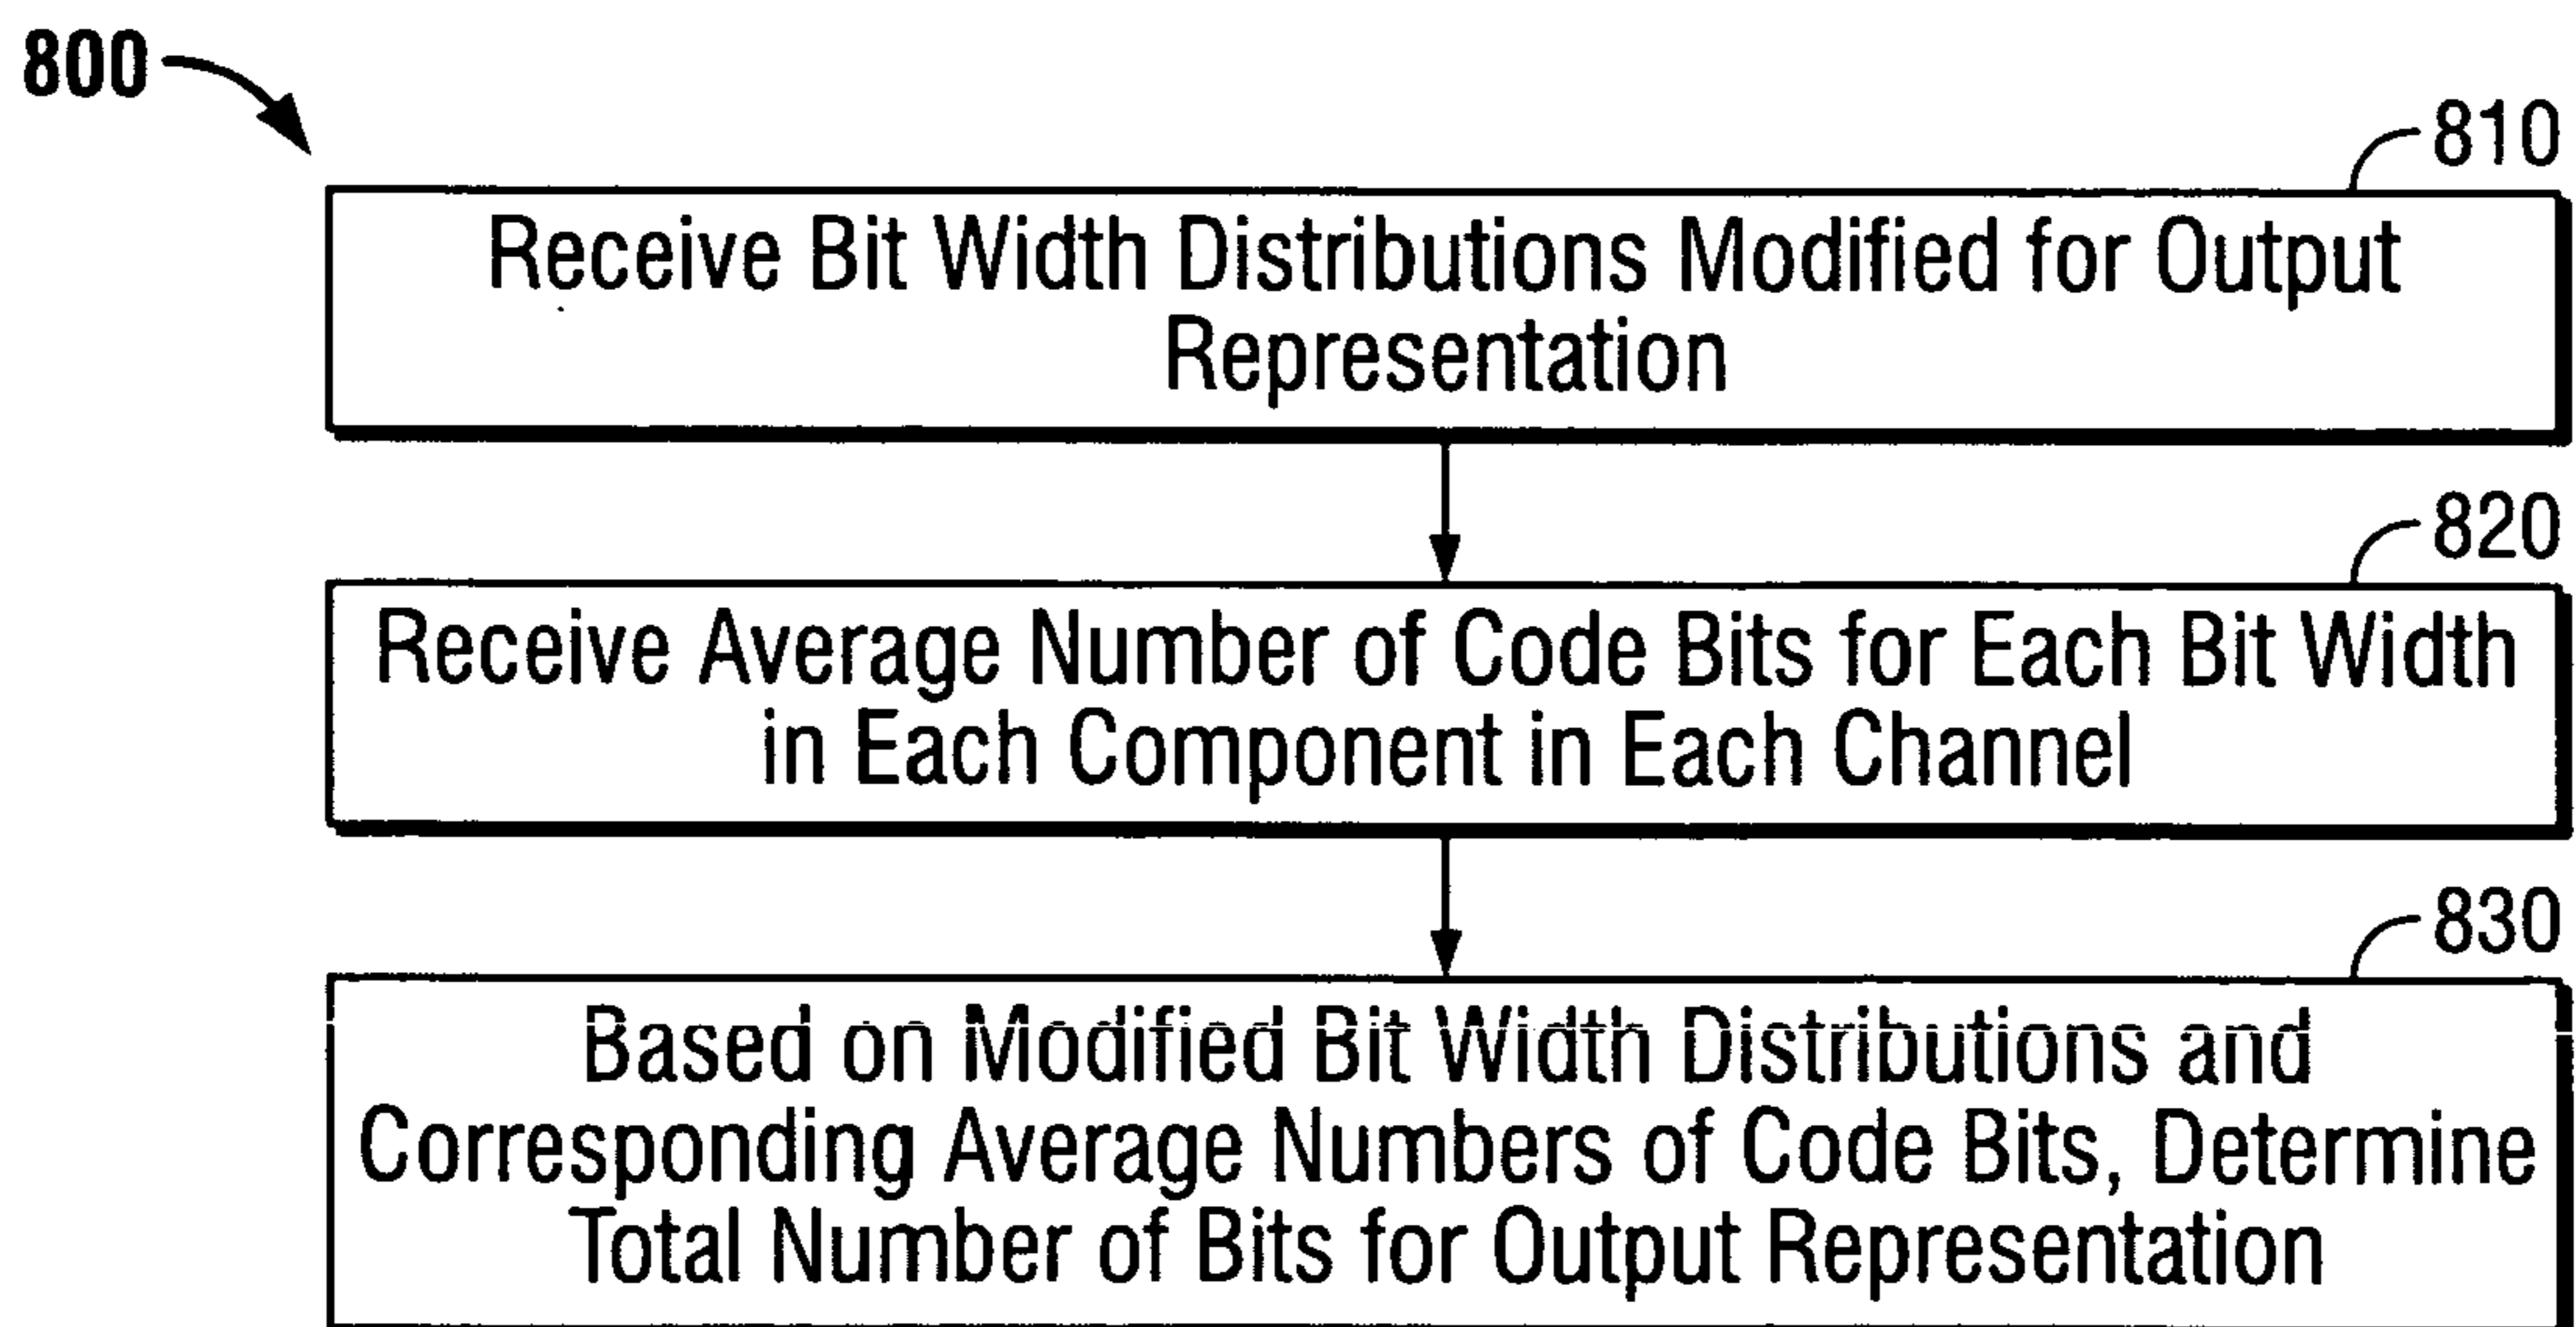 800
810
Receive Bit Width Distributions Modified for Output
Representation
820
Receive Average Number of Code Bits for Each Bit Width
in Each Component in Each Channel
830
Based on Modified Bit Width Distributions and
Corresponding Average Numbers of Code Bits, Determine
Total Number of Bits for Output Representation